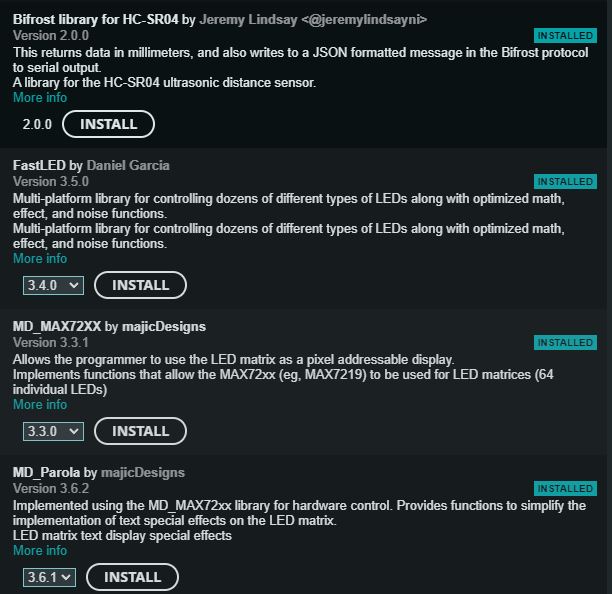 Bifrost library for HC-SR04 by Jeremy Lindsay <@jeremylindsayni>
Version 2.0.0 INSTALLED
This returns data in millimeters, and also writes to a JSON formatted message in the Bifrost protocol
to serial output.
A library for the HC-SR04 ultrasonic distance sensor.
More info
2.0.0 INSTALL
FastLED by Daniel Garcia
Version 3.5.0 INSTALLED
Multi-platform library for controlling dozens of different types of LEDs along with optimized math,
effect, and noise functions.
Multi-platform library for controlling dozens of different types of LEDs along with optimized math,
effect, and noise functions.
More info
3.4.0 INSTALL
MD_MAX72XX by majicDesigns
Version 3.3.1 INSTALLED
Allows the programmer to use the LED matrix as a pixel addressable display.
Implements functions that allow the MAX72xx (eg, MAX7219) to be used for LED matrices (64
individual LEDs)
More info
3.3.0 INSTALL
MD_Parola by majicDesigns
Version 3.6.2 INSTALLED
Implemented using the MD_MAX72xx library for hardware control. Provides functions to simplify the
implementation of text special effects on the LED matrix.
LED matrix text display special effects
More info
3.6.1 INSTALL